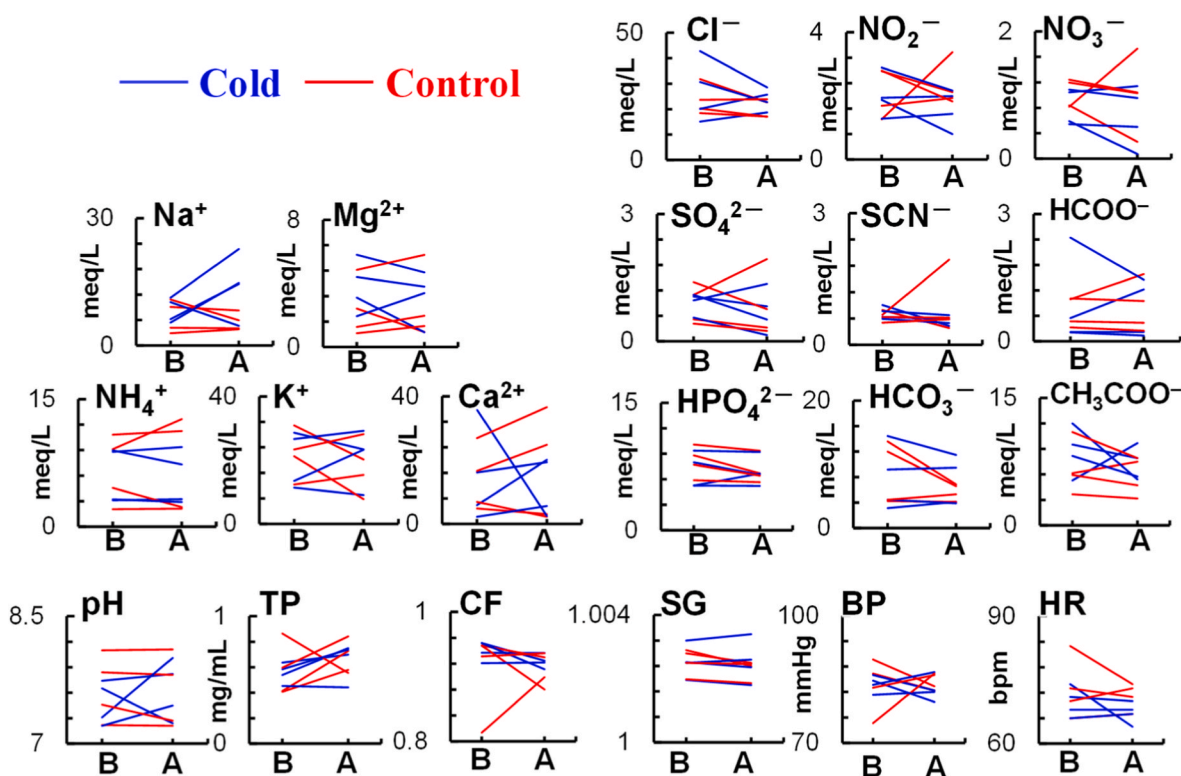 Cold Control
Cl⁻
50
meq/L
0
B A
NO₂⁻
4
meq/L
0
B A
NO₃⁻
2
meq/L
0
B A
Na⁺
30
meq/L
0
B A
Mg²⁺
8
meq/L
0
B A
SO₄²⁻
3
meq/L
0
B A
SCN⁻
3
meq/L
0
B A
HCOO⁻
3
meq/L
0
B A
NH₄⁺
15
meq/L
0
B A
K⁺
40
meq/L
0
B A
Ca²⁺
40
meq/L
0
B A
HPO₄²⁻
15
meq/L
0
B A
HCO₃⁻
20
meq/L
0
B A
CH₃COO⁻
15
meq/L
0
B A
pH
8.5
7
B A
TP
1
mg/mL
0
B A
CF
1
0.8
B A
SG
1.004
1
B A
BP
100
mmHg
70
B A
HR
90
bpm
60
B A